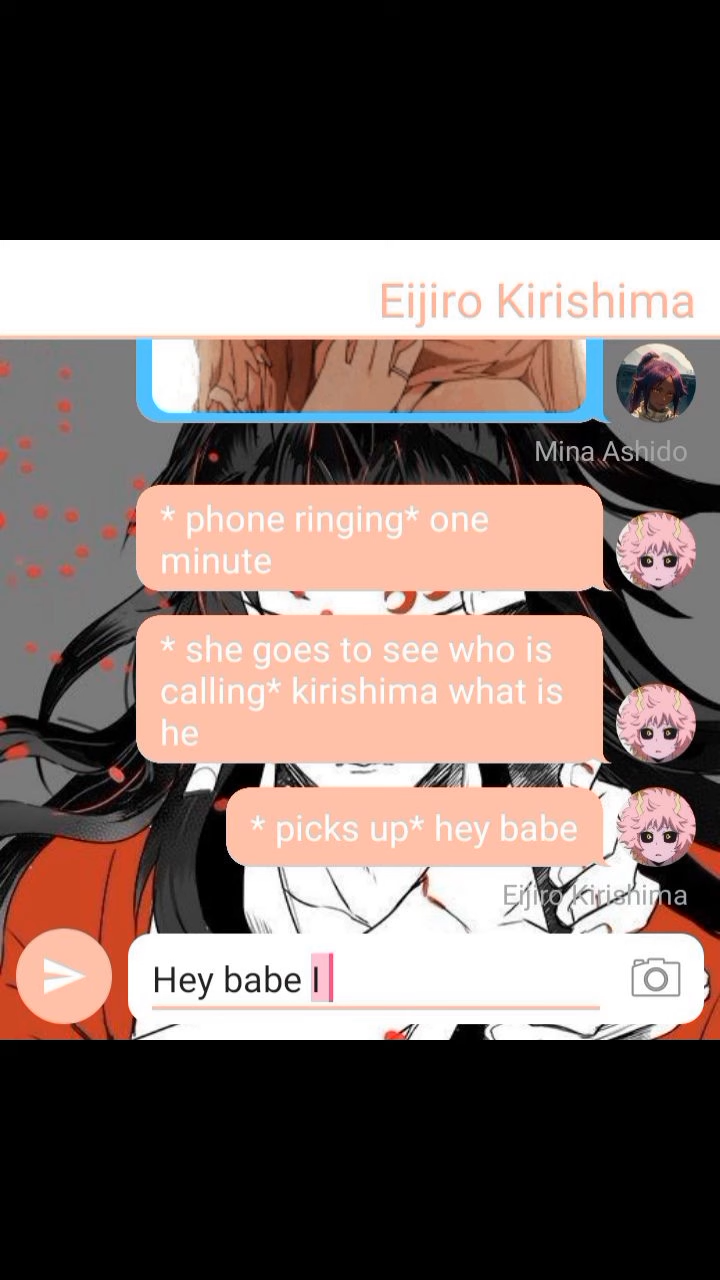 Eijiro Kirishima
Mina Ashido
* phone ringing* one
minute
* she goes to see who is
calling* kirishima what is
he
* picks up* hey babe
Eijiro Kirishima
Hey babe I